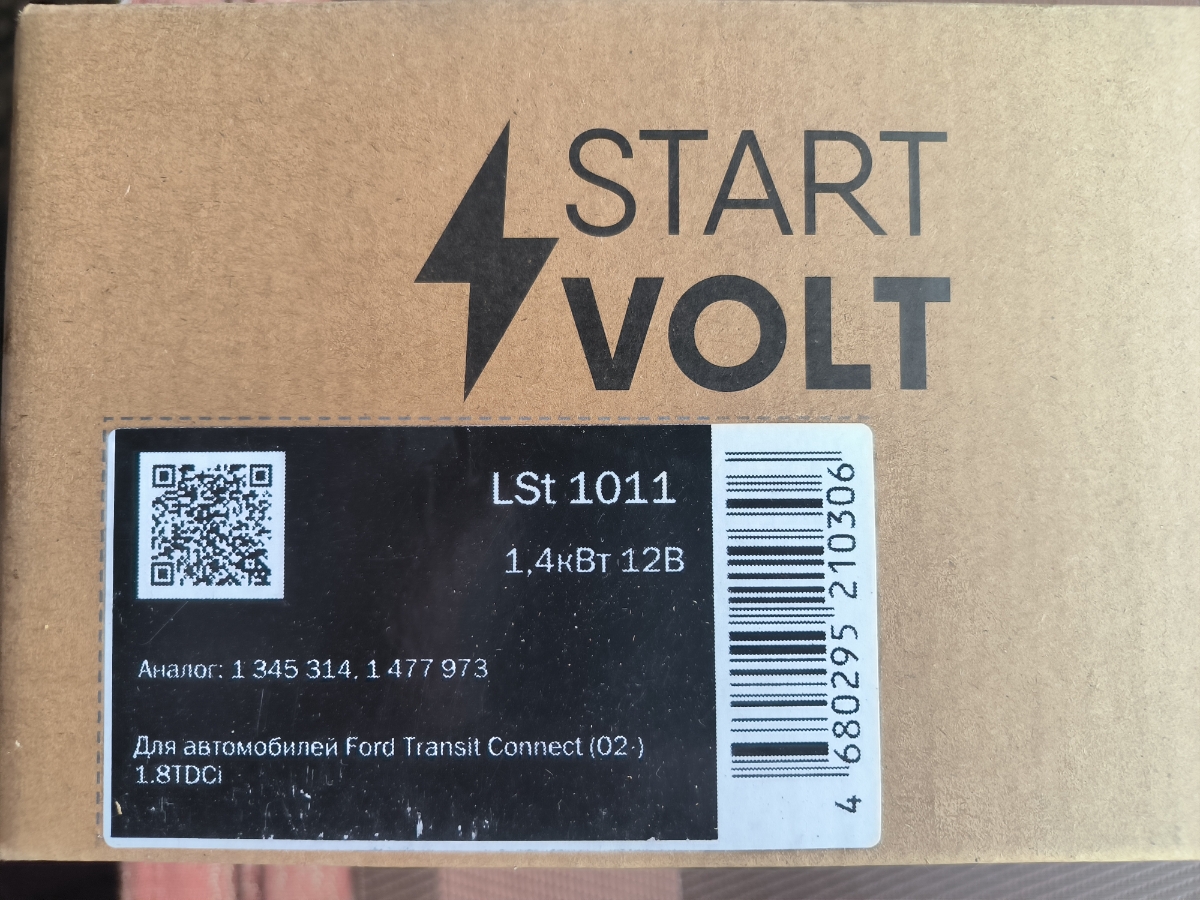 START
VOLT
LSt 1011
1,4кВт 12В
Аналог: 1 345 314, 1 477 973
Для автомобилей Ford Transit Connect (02-)
1.8TDCi
4 680295 210306